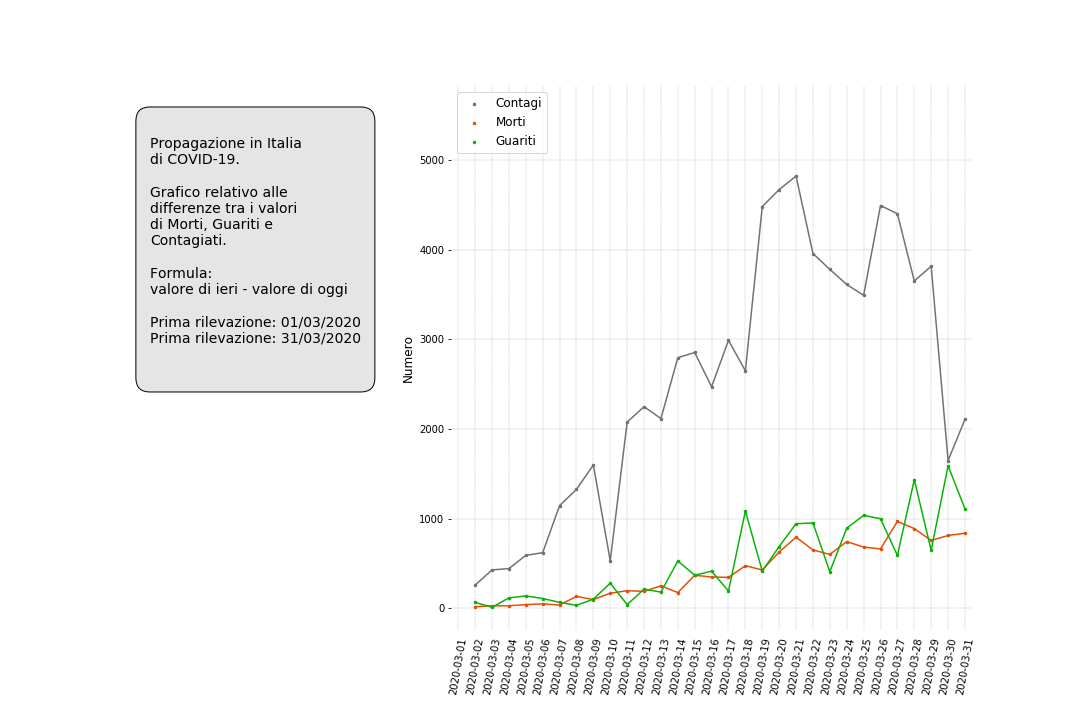 Propagazione in Italia
di COVID-19.
Grafico relativo alle
differenze tra i valori
di Morti, Guariti e
Contagiati.
Formula:
valore di ieri - valore di oggi
Prima rilevazione: 01/03/2020
Prima rilevazione: 31/03/2020
Contagi
Morti
Guariti
Numero
5000
4000
3000
2000
1000
0
2020-03-01
2020-03-02
2020-03-03
2020-03-04
2020-03-05
2020-03-06
2020-03-07
2020-03-08
2020-03-09
2020-03-10
2020-03-11
2020-03-12
2020-03-13
2020-03-14
2020-03-15
2020-03-16
2020-03-17
2020-03-18
2020-03-19
2020-03-20
2020-03-21
2020-03-22
2020-03-23
2020-03-24
2020-03-25
2020-03-26
2020-03-27
2020-03-28
2020-03-29
2020-03-30
2020-03-31